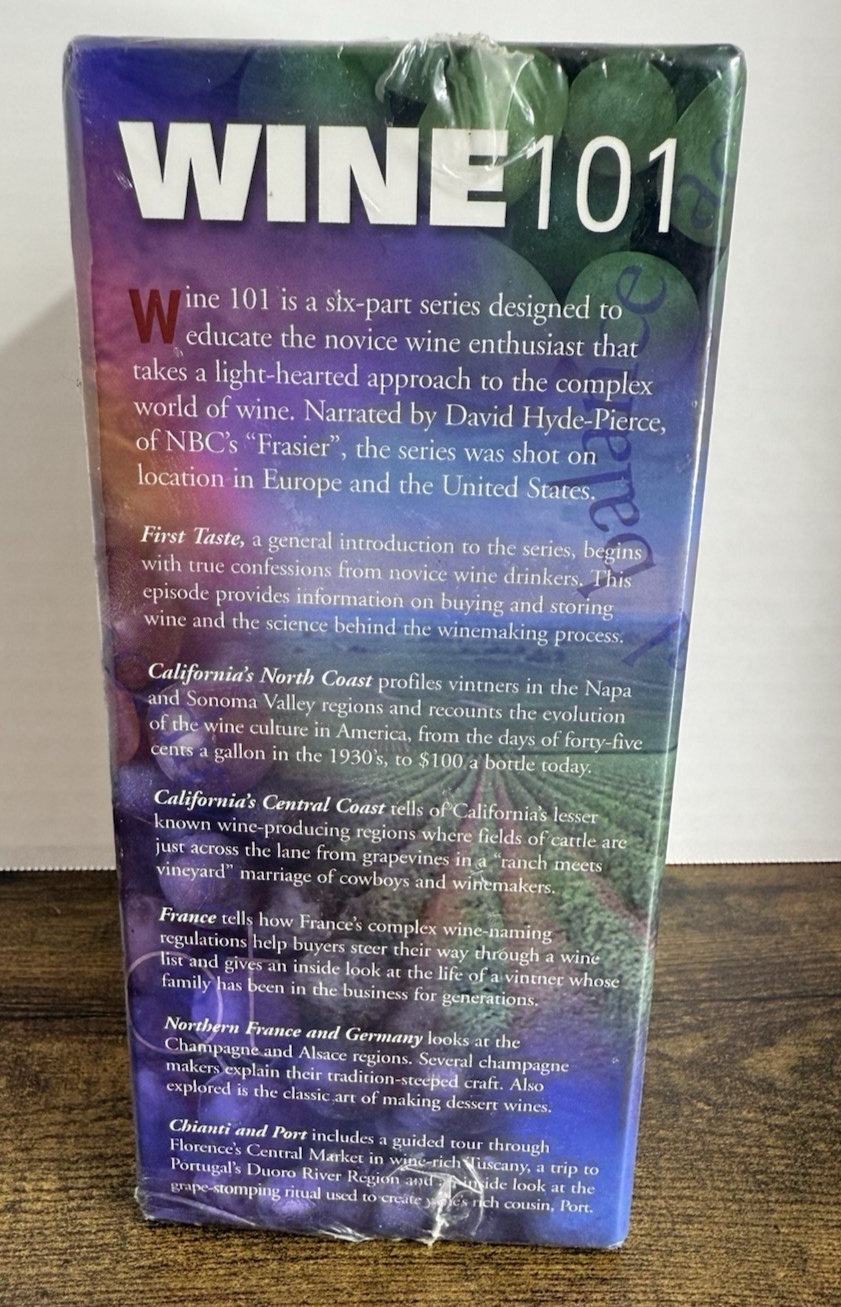 WINE101
Wine 101 is a six-part series designed to
educate the novice wine enthusiast that
takes a light-hearted approach to the complex
world of wine. Narrated by David Hyde-Pierce,
of NBC's “Frasier”, the series was shot on
location in Europe and the United States.
First Taste, a general introduction to the series, begins
with true confessions from novice wine drinkers. This
episode provides information on buying and storing
wine and the science behind the winemaking process.
California's North Coast profiles vintners in the Napa
and Sonoma Valley regions and recounts the evolution
of the wine culture in America, from the days of forty-five
cents a gallon in the 1930's, to $100 a bottle today.
California's Central Coast tells of California's lesser
known wine-producing regions where fields of cattle are
just across the lane from grapevines in a “ranch meets
vineyard” marriage of cowboys and winemakers.
France tells how France's complex wine-naming
regulations help buyers steer their way through a wine
list and gives an inside look at the life of a vintner whose
family has been in the business for generations.
Northern France and Germany looks at the
Champagne and Alsace regions. Several champagne
makers explain their tradition-steeped craft. Also
explored is the classic art of making dessert wines.
Chianti and Port includes a guided tour through
Florence's Central Market in wine-rich Tuscany, a trip to
Portugal's Duoro River Region and inside look at the
grape-stomping ritual used to create rich cousin, Port.
balance